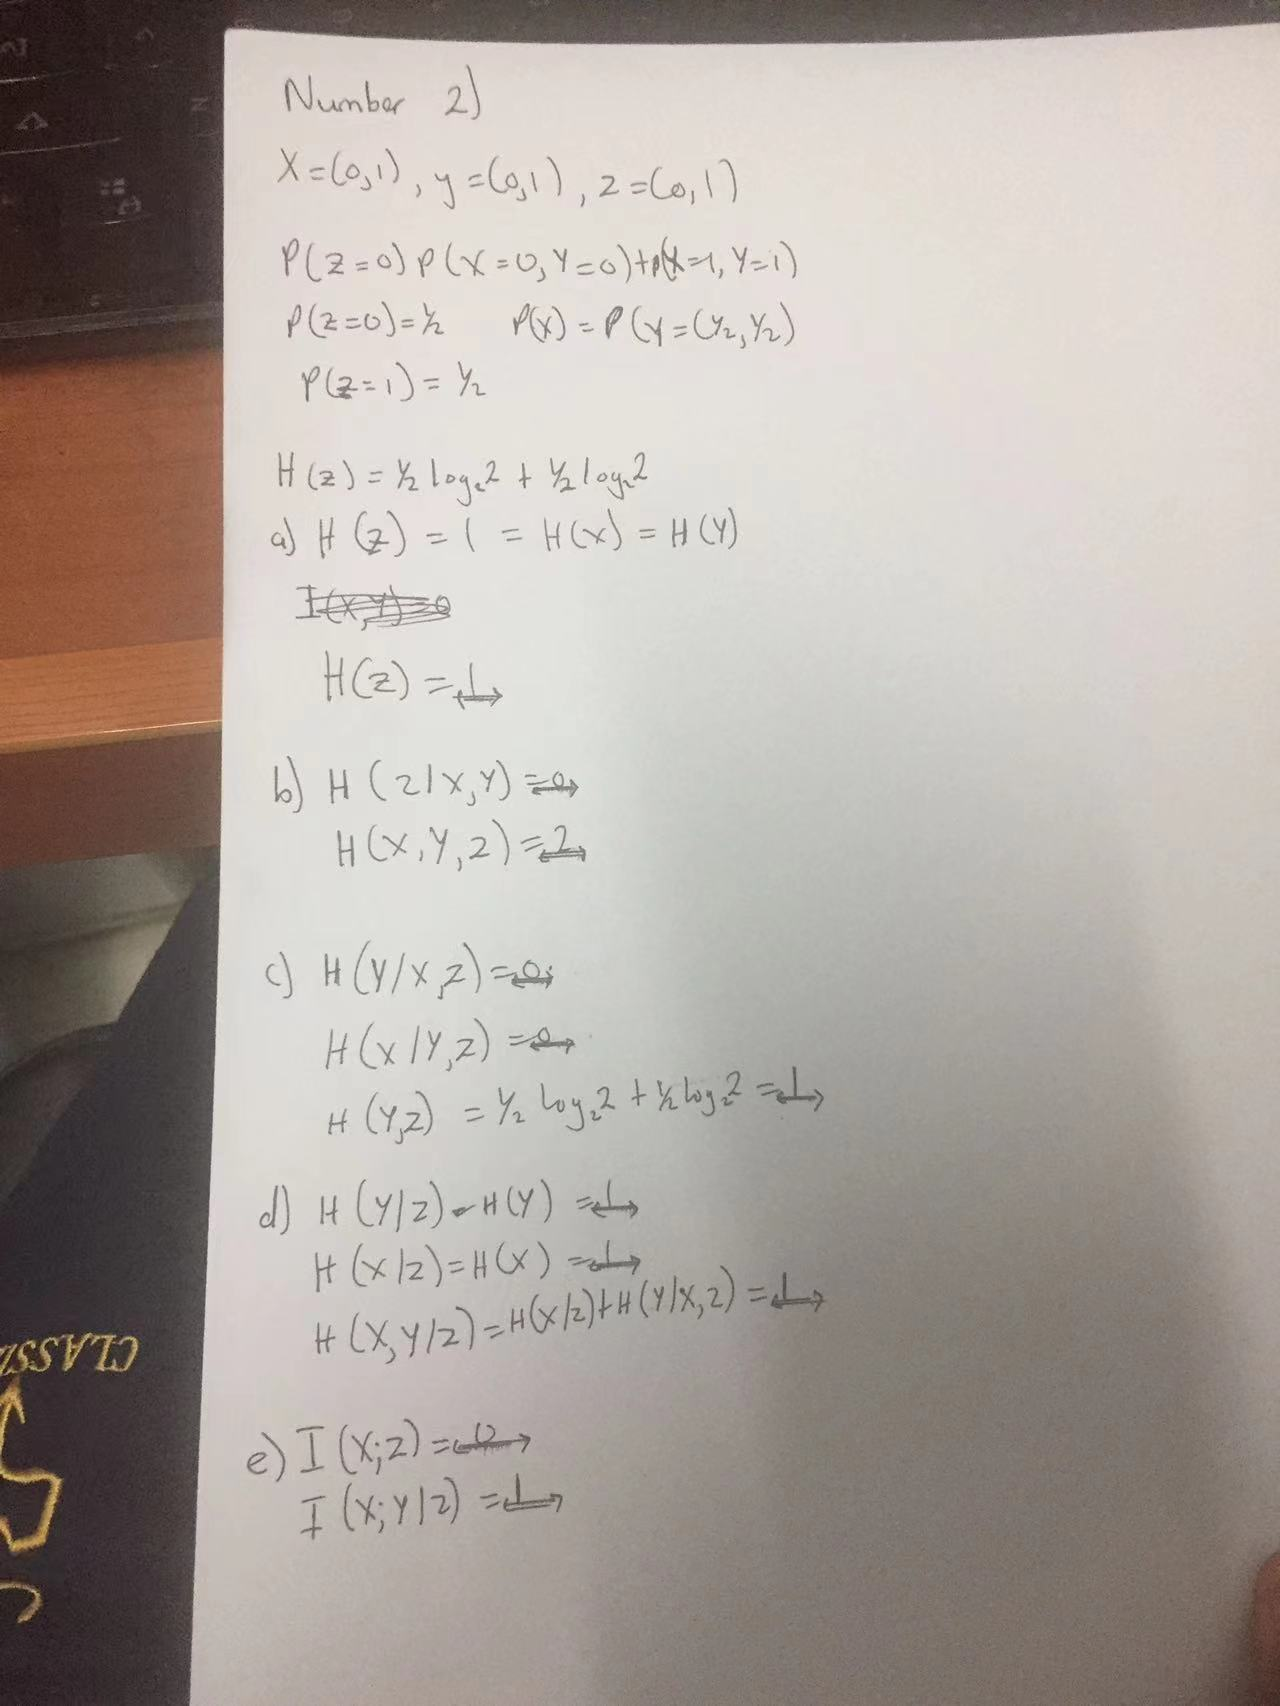 Number 2)
X=(0,1), y=(0,1), z=(0,1)
P(z=0) P(X=0,Y=0)+P(X=1,Y=1)
P(z=0)=1/2 P(X)=P(Y=(1/2,1/2)
P(z=1)=1/2
H(z)=1/2 log₂2 + 1/2 log₂2
a) H(z) = 1 = H(X) = H(Y)
I(X,Y)=0
H(z)=1
b) H(z|X,Y)=0
H(X,Y,z)=2
c) H(Y/X,z)=0
H(X|Y,z)=0
H(Y,z) = 1/2 log₂2 + 1/2 log₂2 = 1
d) H(Y|z)=H(Y)=1
H(X|z)=H(X)=1
H(X,Y/z)=H(X/z)+H(Y/X,z)=1
e) I(X;z)=0
I(X;Y|z)=1